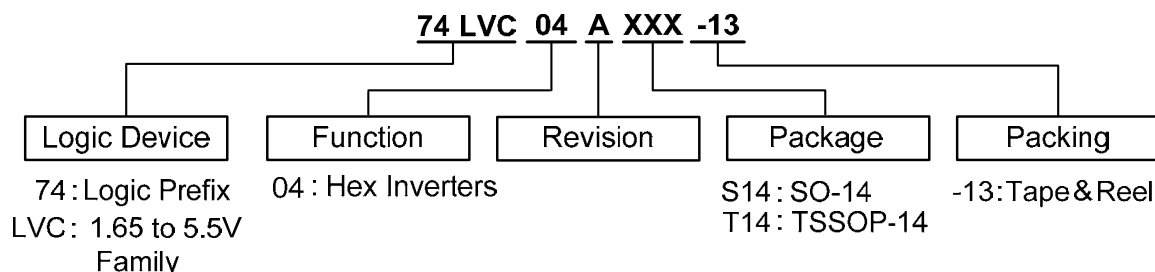 74 LVC 04 A XXX -13
Logic Device Function Revision Package Packing
74 : Logic Prefix
LVC : 1.65 to 5.5V
Family
04 : Hex Inverters
S14 : SO-14
T14 : TSSOP-14
-13 : Tape & Reel